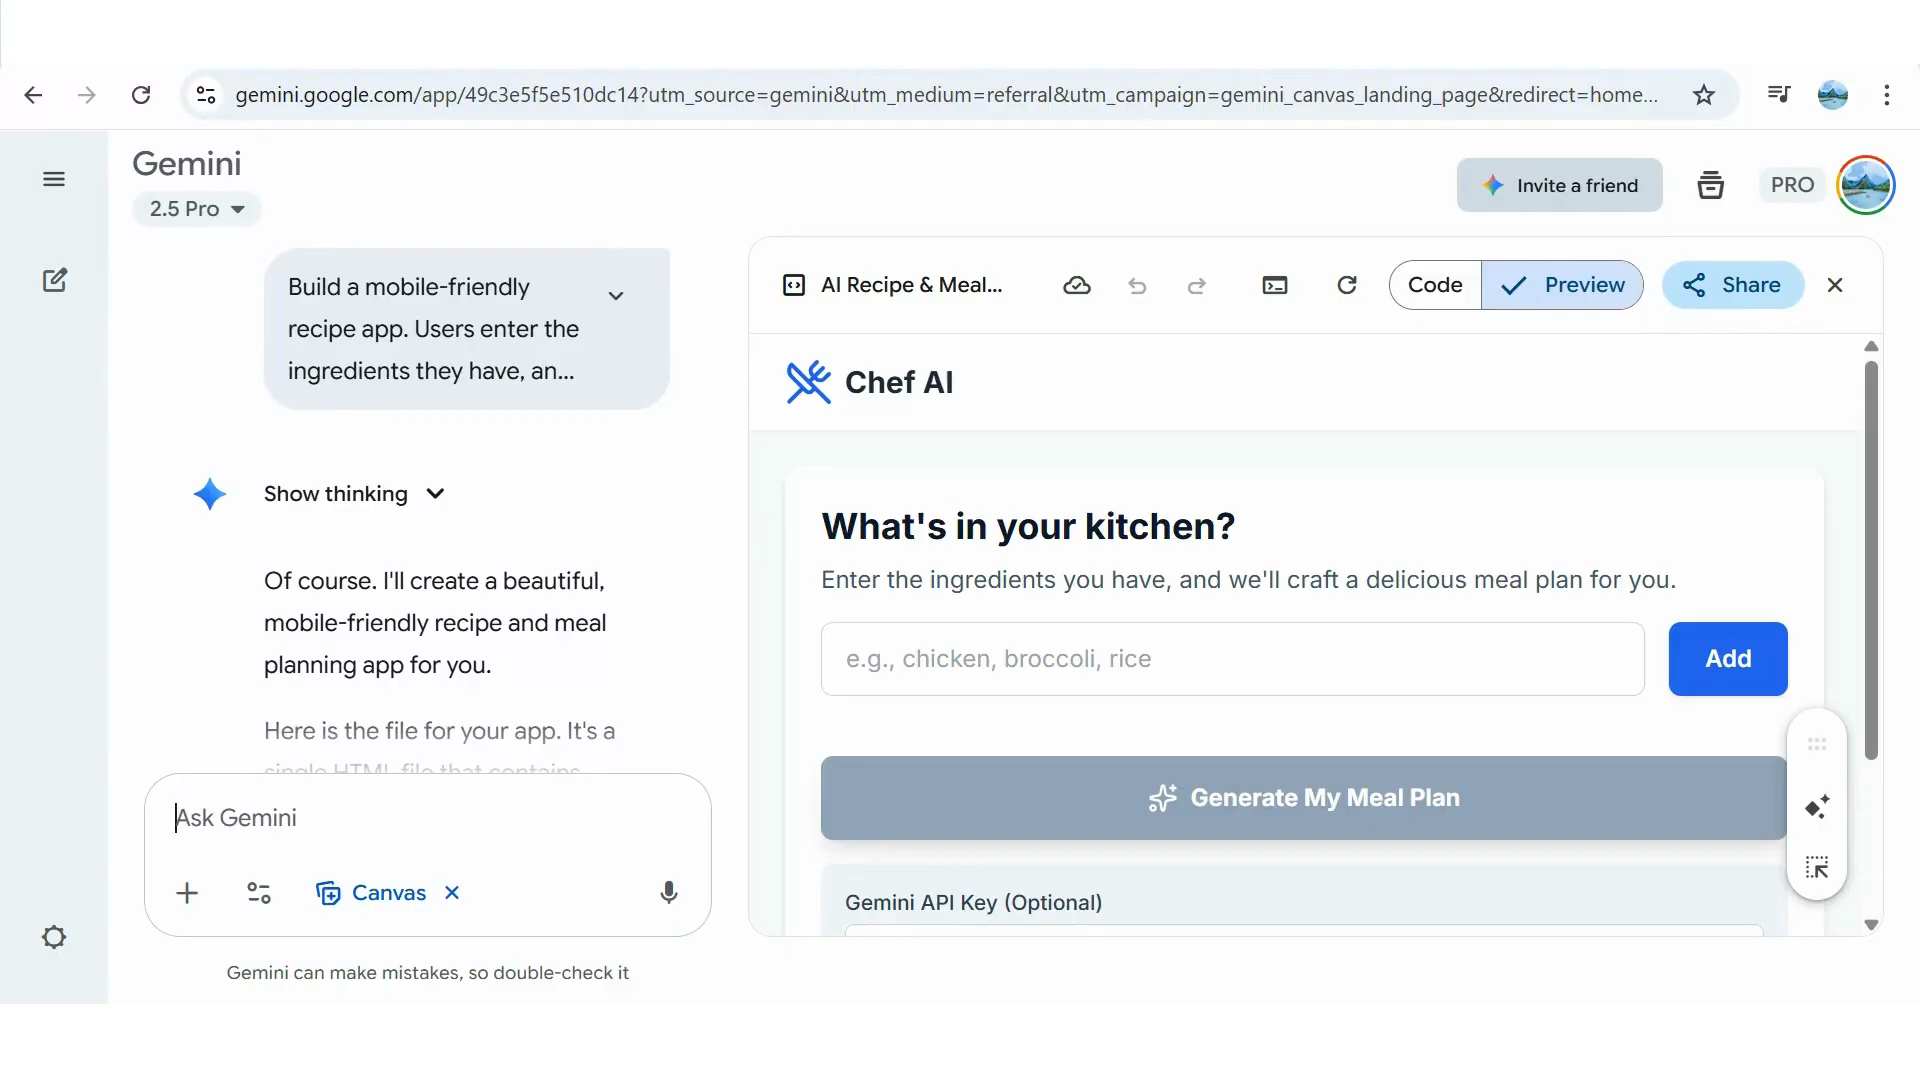 gemini.google.com/app/49c3e5f5e510dc14?utm_source=gemini&utm_medium=referral&utm_campaign=gemini_canvas_landing_page&redirect=home...
Gemini
2.5 Pro
Invite a friend
PRO
Build a mobile-friendly
recipe app. Users enter the
ingredients they have, an...
Show thinking
Of course. I'll create a beautiful,
mobile-friendly recipe and meal
planning app for you.
Here is the file for your app. It's a
single HTML file that contains
Ask Gemini
Canvas
Gemini can make mistakes, so double-check it
AI Recipe & Meal...
Code
Preview
Share
Chef AI
What's in your kitchen?
Enter the ingredients you have, and we'll craft a delicious meal plan for you.
e.g., chicken, broccoli, rice
Add
Generate My Meal Plan
Gemini API Key (Optional)